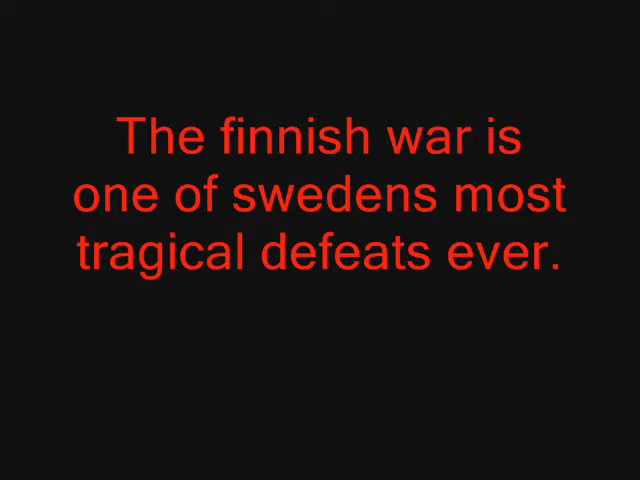 The finnish war is
one of swedens most
tragical defeats ever.